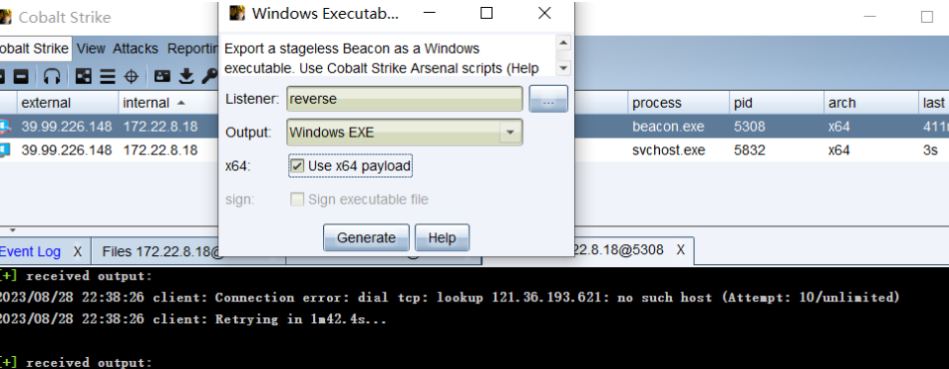 Cobalt Strike
Windows Executab...
obalt Strike View Attacks Reportin
Export a stageless Beacon as a Windows
executable. Use Cobalt Strike Arsenal scripts (Help
Listener: reverse ...
Output: Windows EXE
x64: Use x64 payload
sign: Sign executable file
Generate Help
external internal process pid arch last
39.99.226.148 172.22.8.18 beacon.exe 5308 x64 411m
39.99.226.148 172.22.8.18 svchost.exe 5832 x64 3s
Event Log X Files 172.22.8.18@ 22.8.18@5308 X
[+] received output:
2023/08/28 22:38:26 client: Connection error: dial tcp: lookup 121.36.193.621: no such host (Attempt: 10/unlimited)
2023/08/28 22:38:26 client: Retrying in 1m42.4s...
[+] received output: